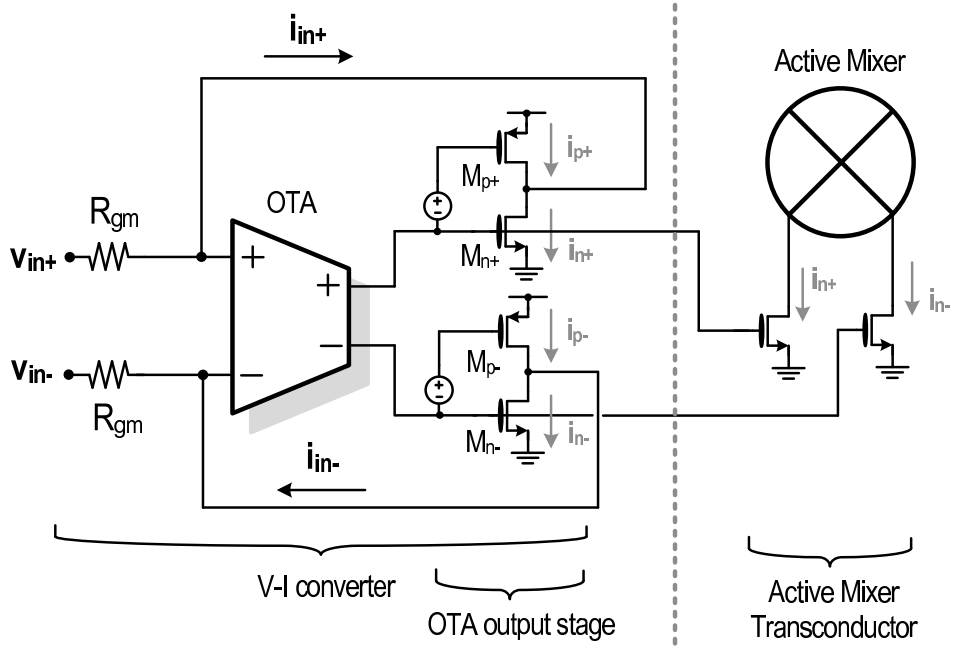 i_in+
Active Mixer
i_p+
M_p+
OTA
R_gm
v_in+
+
+
M_n+
i_n+
i_n+
i_n-
−
i_p-
M_p-
v_in-
−
R_gm
M_n-
i_n-
i_in-
V-I converter
OTA output stage
Active Mixer
Transconductor